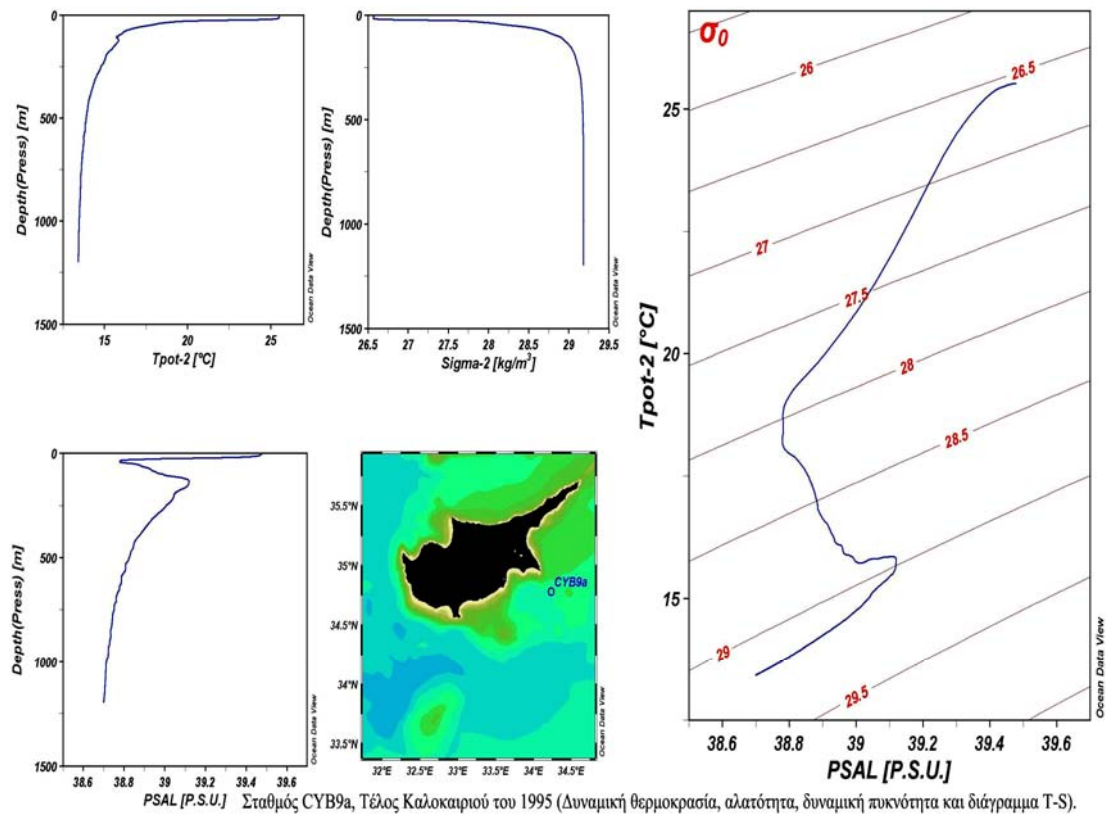 0
500
1000
1500
Depth(Press) [m]
15
20
25
Tpot-2 [°C]
Ocean Data View
0
500
1000
1500
Depth(Press) [m]
26.5
27
27.5
28
28.5
29
29.5
Sigma-2 [kg/m³]
Ocean Data View
σ₀
26
26.5
27
27.5
28
28.5
29
29.5
25
20
15
Tpot-2 [°C]
38.6
38.8
39
39.2
39.4
39.6
PSAL [P.S.U.]
Ocean Data View
0
500
1000
1500
Depth(Press) [m]
38.6
38.8
39
39.2
39.4
39.6
PSAL [P.S.U.]
Ocean Data View
35.5°N
35°N
34.5°N
34°N
33.5°N
CYB9a
32°E
32.5°E
33°E
33.5°E
34°E
34.5°E
Ocean Data View
Σταθμός CYB9a, Τέλος Καλοκαιριού του 1995 (Δυναμική θερμοκρασία, αλατότητα, δυναμική πυκνότητα και διάγραμμα T-S).